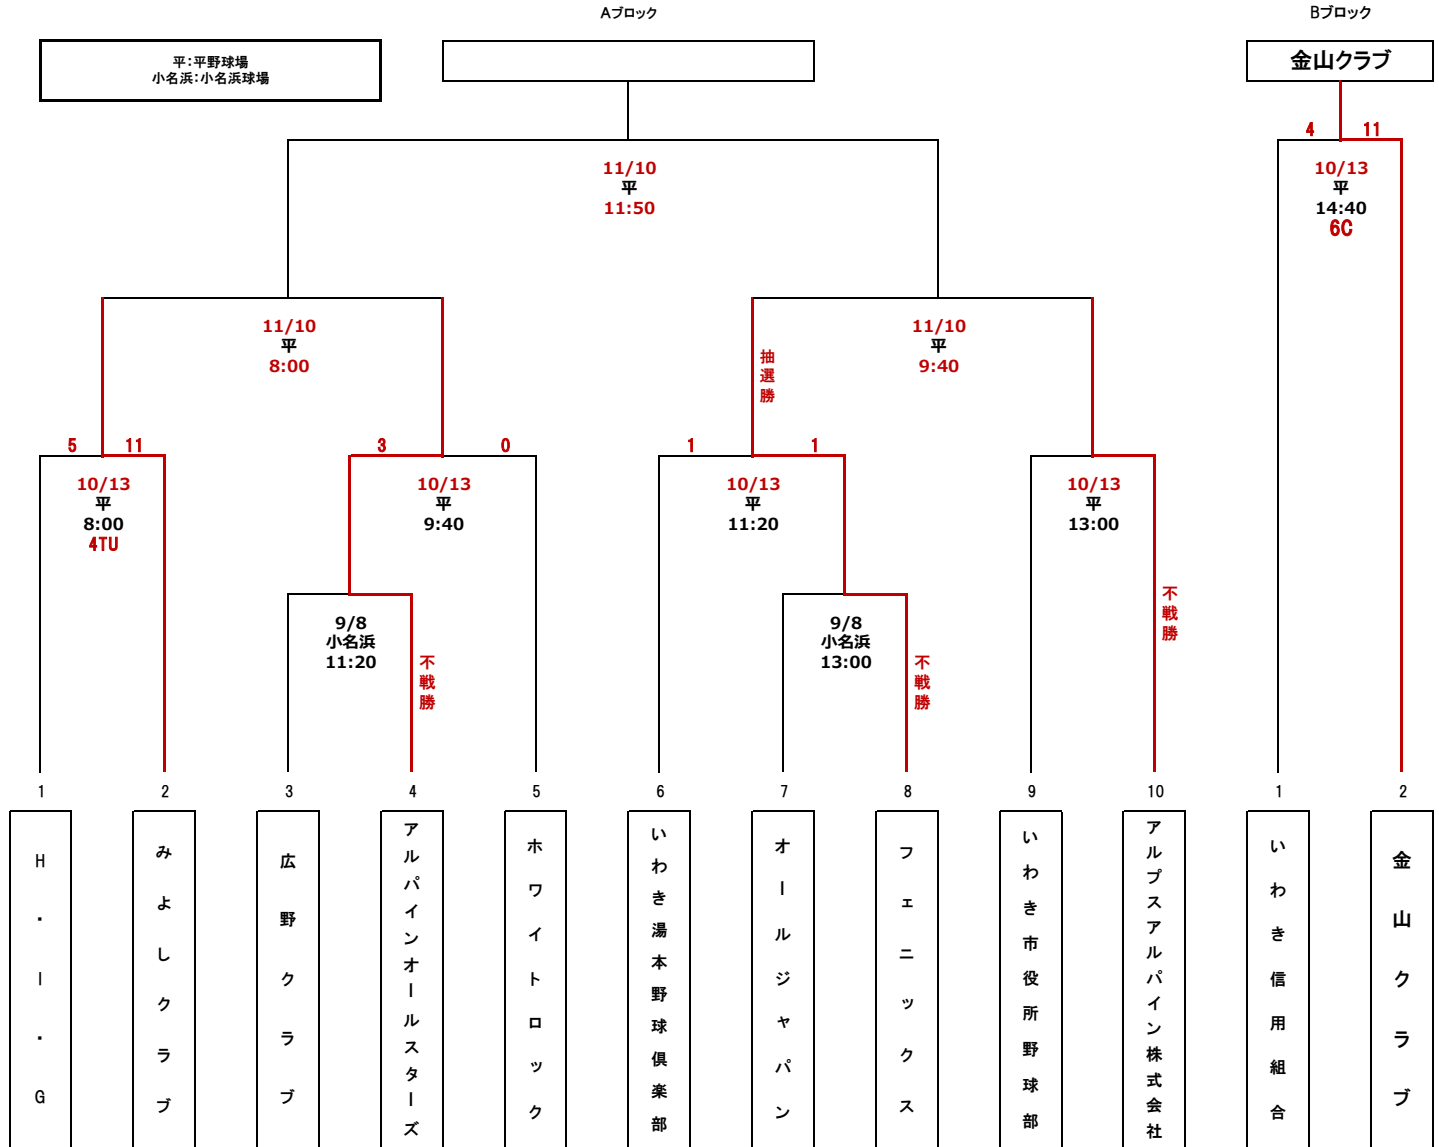 Aブロック
Bブロック
平：平野球場
小名浜：小名浜球場
金山クラブ
4 11
11/10
平
11:50
10/13
平
14:40
6C
11/10
平
8:00
抽選勝
11/10
平
9:40
5 11
3 0
1 1
10/13
平
8:00
4TU
10/13
平
9:40
10/13
平
11:20
10/13
平
13:00
9/8
小名浜
11:20
不戦勝
9/8
小名浜
13:00
不戦勝
不戦勝
1 2 3 4 5 6 7 8 9 10 1 2
H・I・G
みよしクラブ
広野クラブ
アルパインオールスターズ
ホワイトロック
いわき湯本野球倶楽部
オールジャパン
フェニックス
いわき市役所野球部
アルプスアルパイン株式会社
いわき信用組合
金山クラブ